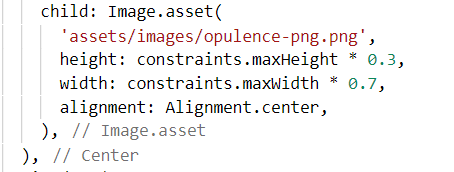 child: Image.asset(
'assets/images/opulence-png.png',
height: constraints.maxHeight * 0.3,
width: constraints.maxWidth * 0.7,
alignment: Alignment.center,
), // Image.asset
), // Center